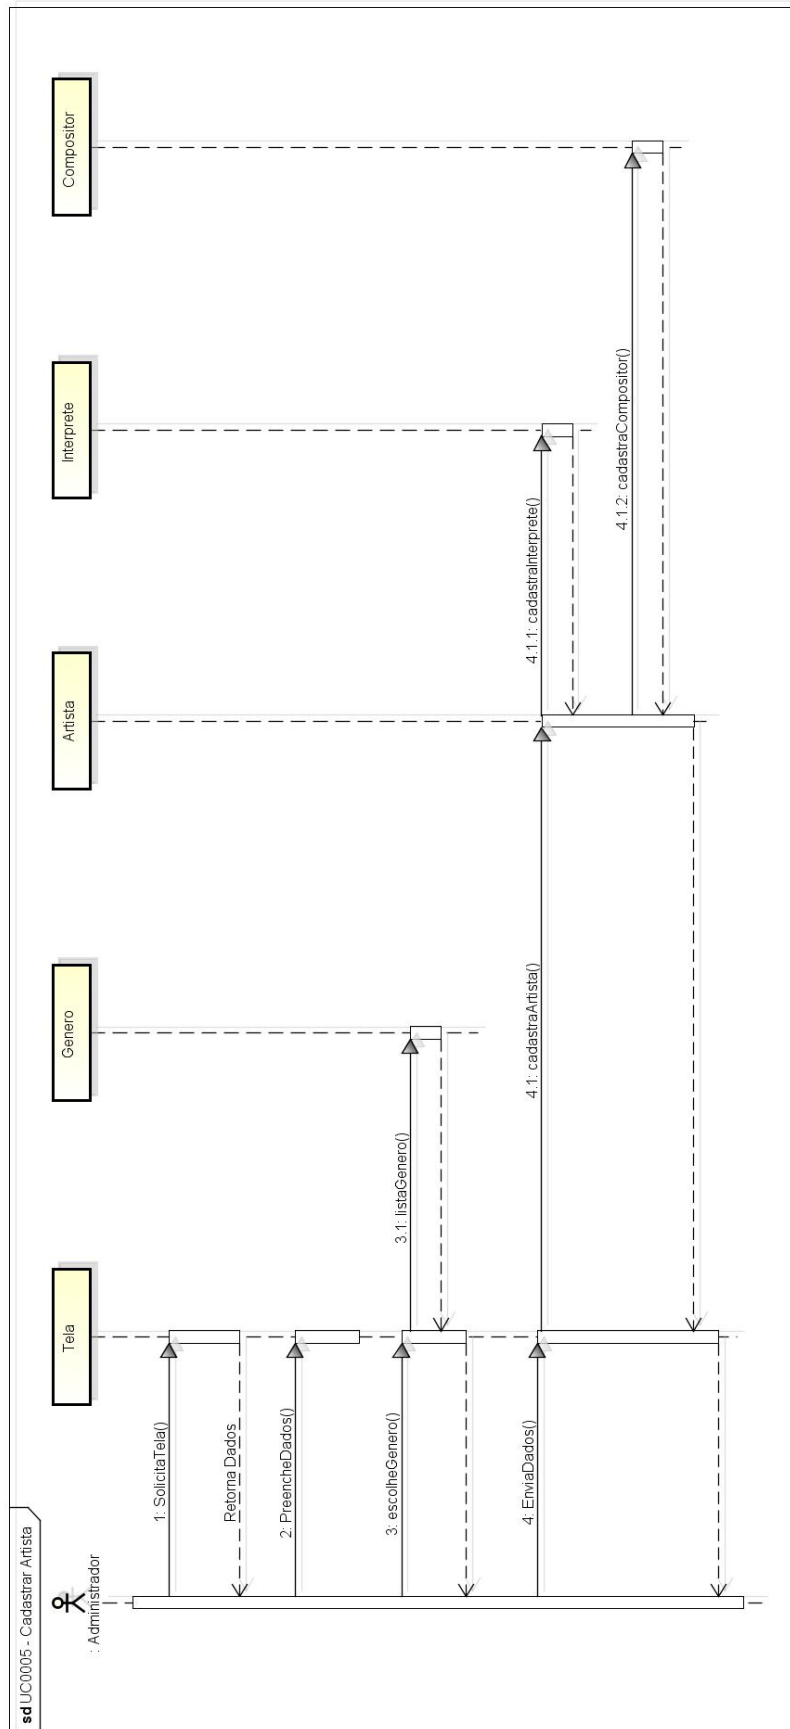 sd UC0005 - Cadastrar Artista
: Administrador
Tela
Genero
Artista
Interprete
Compositor
1: SolicitaTela()
Retorna Dados
2: PreencheDados()
3: escolheGenero()
3.1: listaGenero()
4: EnviaDados()
4.1: cadastraArtista()
4.1.1: cadastraInterprete()
4.1.2: cadastraCompositor()